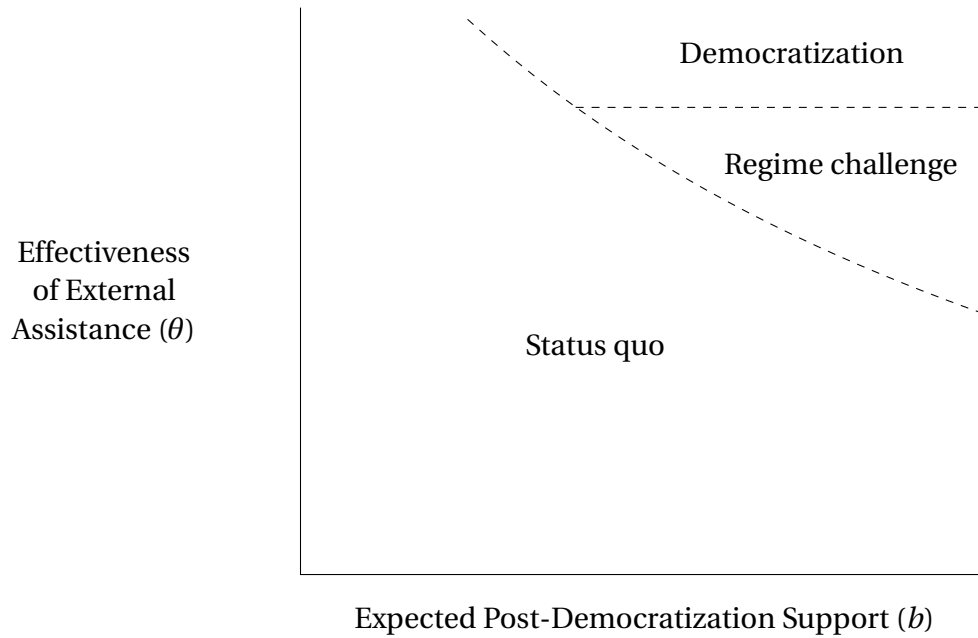 Democratization
Regime challenge
Effectiveness
of External
Assistance (θ)
Status quo
Expected Post-Democratization Support (b)